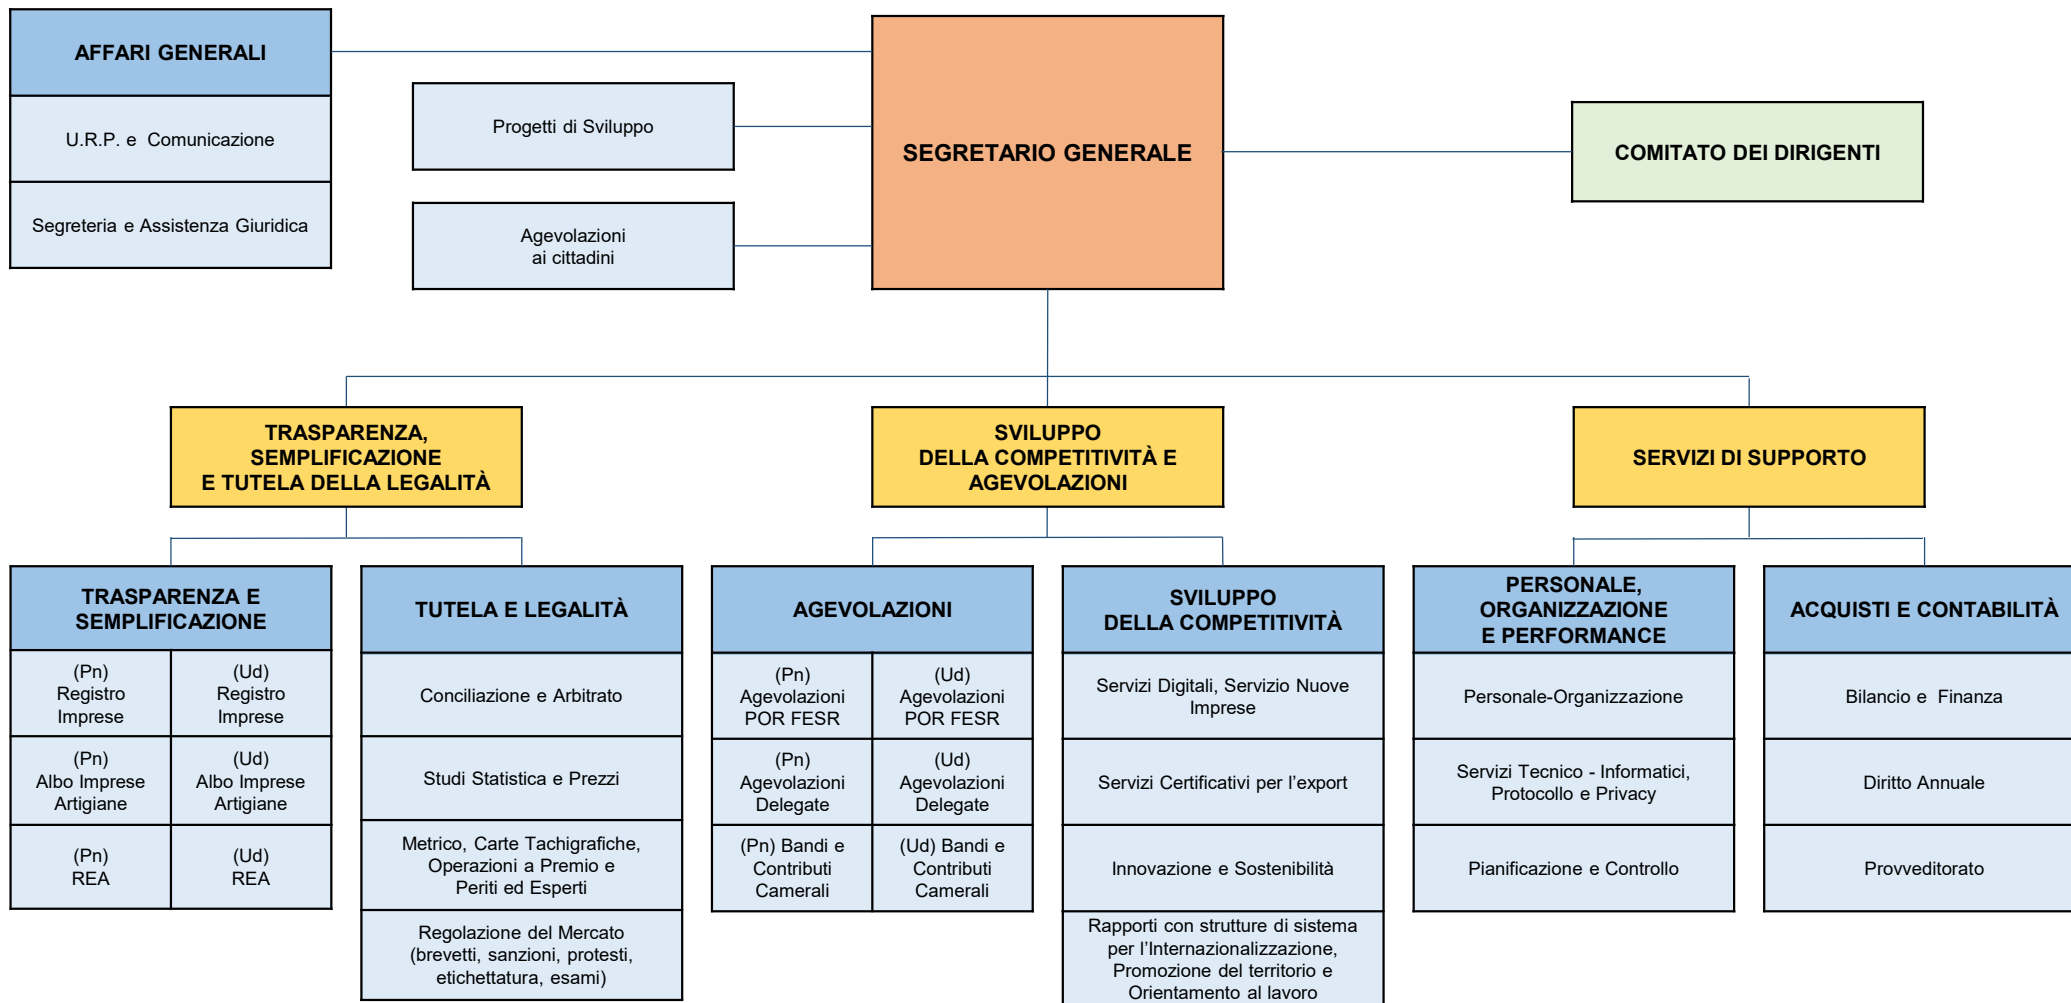 AFFARI GENERALI
U.R.P. e Comunicazione
Segreteria e Assistenza Giuridica
Progetti di Sviluppo
Agevolazioni
ai cittadini
SEGRETARIO GENERALE
COMITATO DEI DIRIGENTI
TRASPARENZA,
SEMPLIFICAZIONE
E TUTELA DELLA LEGALITÀ
SVILUPPO
DELLA COMPETITIVITÀ E
AGEVOLAZIONI
SERVIZI DI SUPPORTO
TRASPARENZA E
SEMPLIFICAZIONE
(Pn)
Registro
Imprese
(Ud)
Registro
Imprese
(Pn)
Albo Imprese
Artigiane
(Ud)
Albo Imprese
Artigiane
(Pn)
REA
(Ud)
REA
TUTELA E LEGALITÀ
Conciliazione e Arbitrato
Studi Statistica e Prezzi
Metrico, Carte Tachigrafiche,
Operazioni a Premio e
Periti ed Esperti
Regolazione del Mercato
(brevetti, sanzioni, protesti,
etichettatura, esami)
AGEVOLAZIONI
(Pn)
Agevolazioni
POR FESR
(Ud)
Agevolazioni
POR FESR
(Pn)
Agevolazioni
Delegate
(Ud)
Agevolazioni
Delegate
(Pn) Bandi e
Contributi
Camerali
(Ud) Bandi e
Contributi
Camerali
SVILUPPO
DELLA COMPETITIVITÀ
Servizi Digitali, Servizio Nuove
Imprese
Servizi Certificativi per l’export
Innovazione e Sostenibilità
Rapporti con strutture di sistema
per l’Internazionalizzazione,
Promozione del territorio e
Orientamento al lavoro
PERSONALE,
ORGANIZZAZIONE
E PERFORMANCE
Personale-Organizzazione
Servizi Tecnico - Informatici,
Protocollo e Privacy
Pianificazione e Controllo
ACQUISTI E CONTABILITÀ
Bilancio e Finanza
Diritto Annuale
Provveditorato